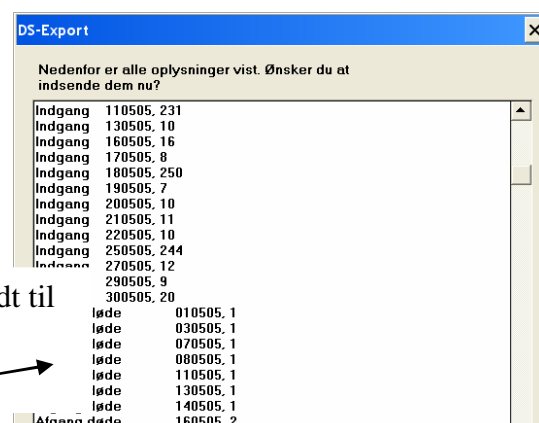 DS-Export
Nedenfor er alle oplysninger vist. Ønsker du at
indsende dem nu?
Indgang 110505, 231
Indgang 130505, 10
Indgang 160505, 16
Indgang 170505, 8
Indgang 180505, 250
Indgang 190505, 7
Indgang 200505, 10
Indgang 210505, 11
Indgang 220505, 10
Indgang 250505, 244
Indgang 270505, 12
290505, 9
dt til 300505, 20
løde 010505, 1
løde 030505, 1
løde 070505, 1
løde 080505, 1
løde 110505, 1
løde 130505, 1
løde 140505, 1
Afgang døde 160505, 2